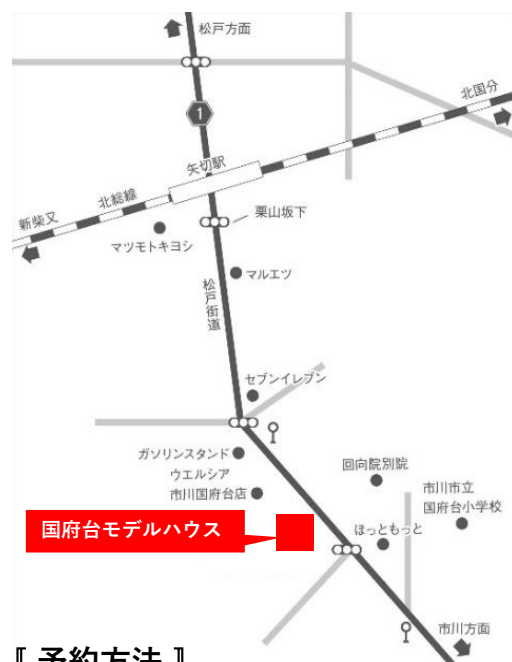 松戸方面
1
北国分
矢切駅
北総線
新柴又
栗山坂下
マツモトキヨシ
マルエツ
松戸街道
セブンイレブン
ガソリンスタンド
ウエルシア
市川国府台店
回向院別院
市川市立
国府台小学校
国府台モデルハウス
ほっともっと
市川方面
『 予約方法 』